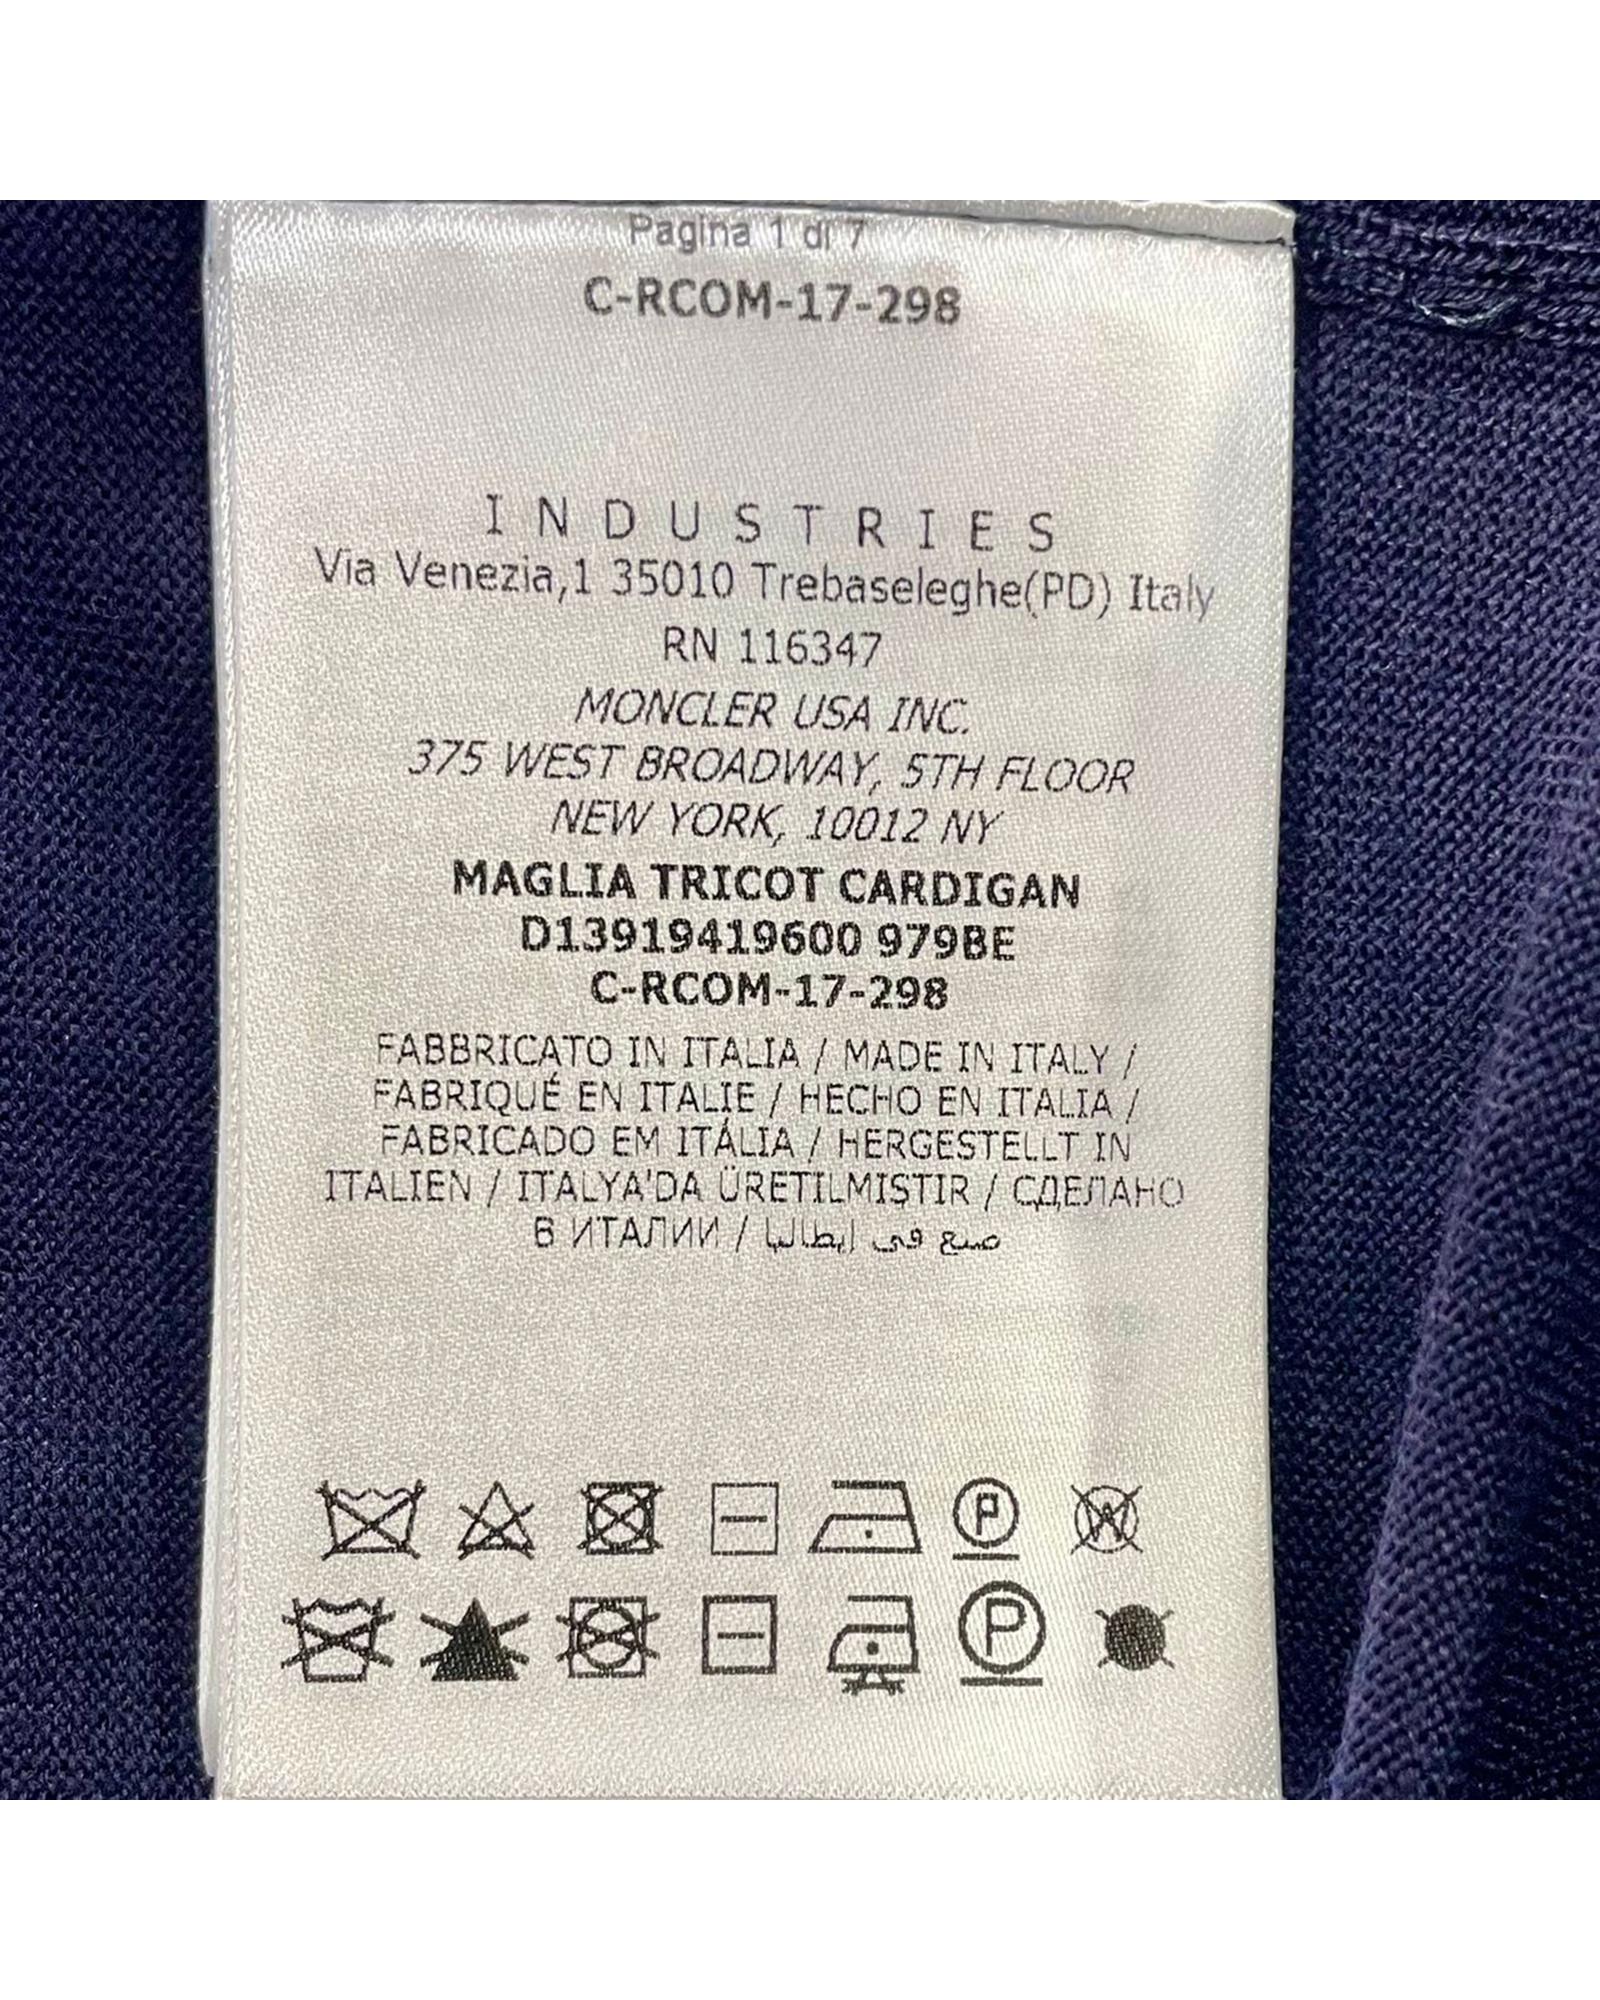 Pagina 1 di 7
C-RCOM-17-298
INDUSTRIES
Via Venezia,1 35010 Trebaseleghe(PD) Italy
RN 116347
MONCLER USA INC.
375 WEST BROADWAY, 5TH FLOOR
NEW YORK, 10012 NY
MAGLIA TRICOT CARDIGAN
D13919419600 979BE
C-RCOM-17-298
FABBRICATO IN ITALIA / MADE IN ITALY /
FABRIQUÉ EN ITALIE / HECHO EN ITALIA /
FABRICADO EM ITÁLIA / HERGESTELLT IN
ITALIEN / ITALYA'DA ÜRETILMIŞTIR / СДЕЛАНО
В ИТАЛИИ / صنع في إيطاليا
P W
P